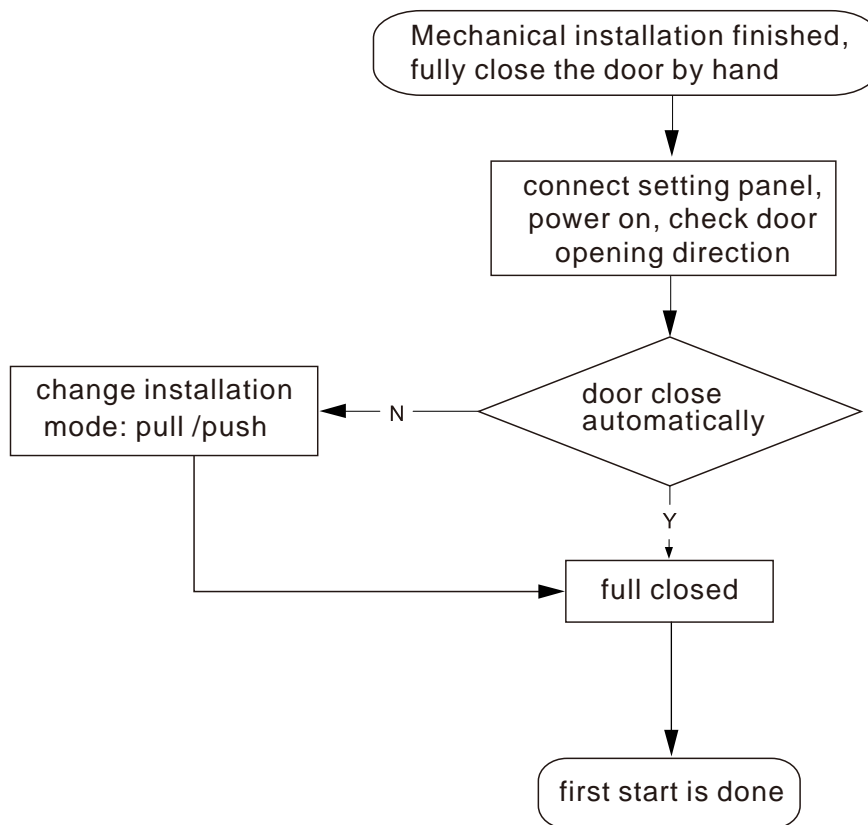 Mechanical installation finished,
fully close the door by hand
connect setting panel,
power on, check door
opening direction
door close
automatically
N
change installation
mode: pull /push
Y
full closed
first start is done